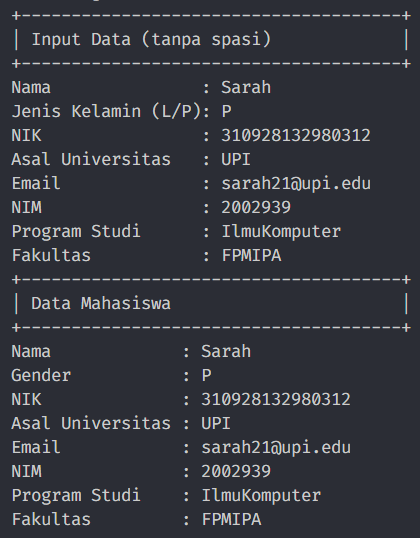 +--------------------------------------+
| Input Data (tanpa spasi)             |
+--------------------------------------+
Nama               : Sarah
Jenis Kelamin (L/P): P
NIK                : 310928132980312
Asal Universitas   : UPI
Email              : sarah21@upi.edu
NIM                : 2002939
Program Studi      : IlmuKomputer
Fakultas           : FPMIPA
+--------------------------------------+
| Data Mahasiswa                       |
+--------------------------------------+
Nama             : Sarah
Gender           : P
NIK              : 310928132980312
Asal Universitas : UPI
Email            : sarah21@upi.edu
NIM              : 2002939
Program Studi    : IlmuKomputer
Fakultas         : FPMIPA